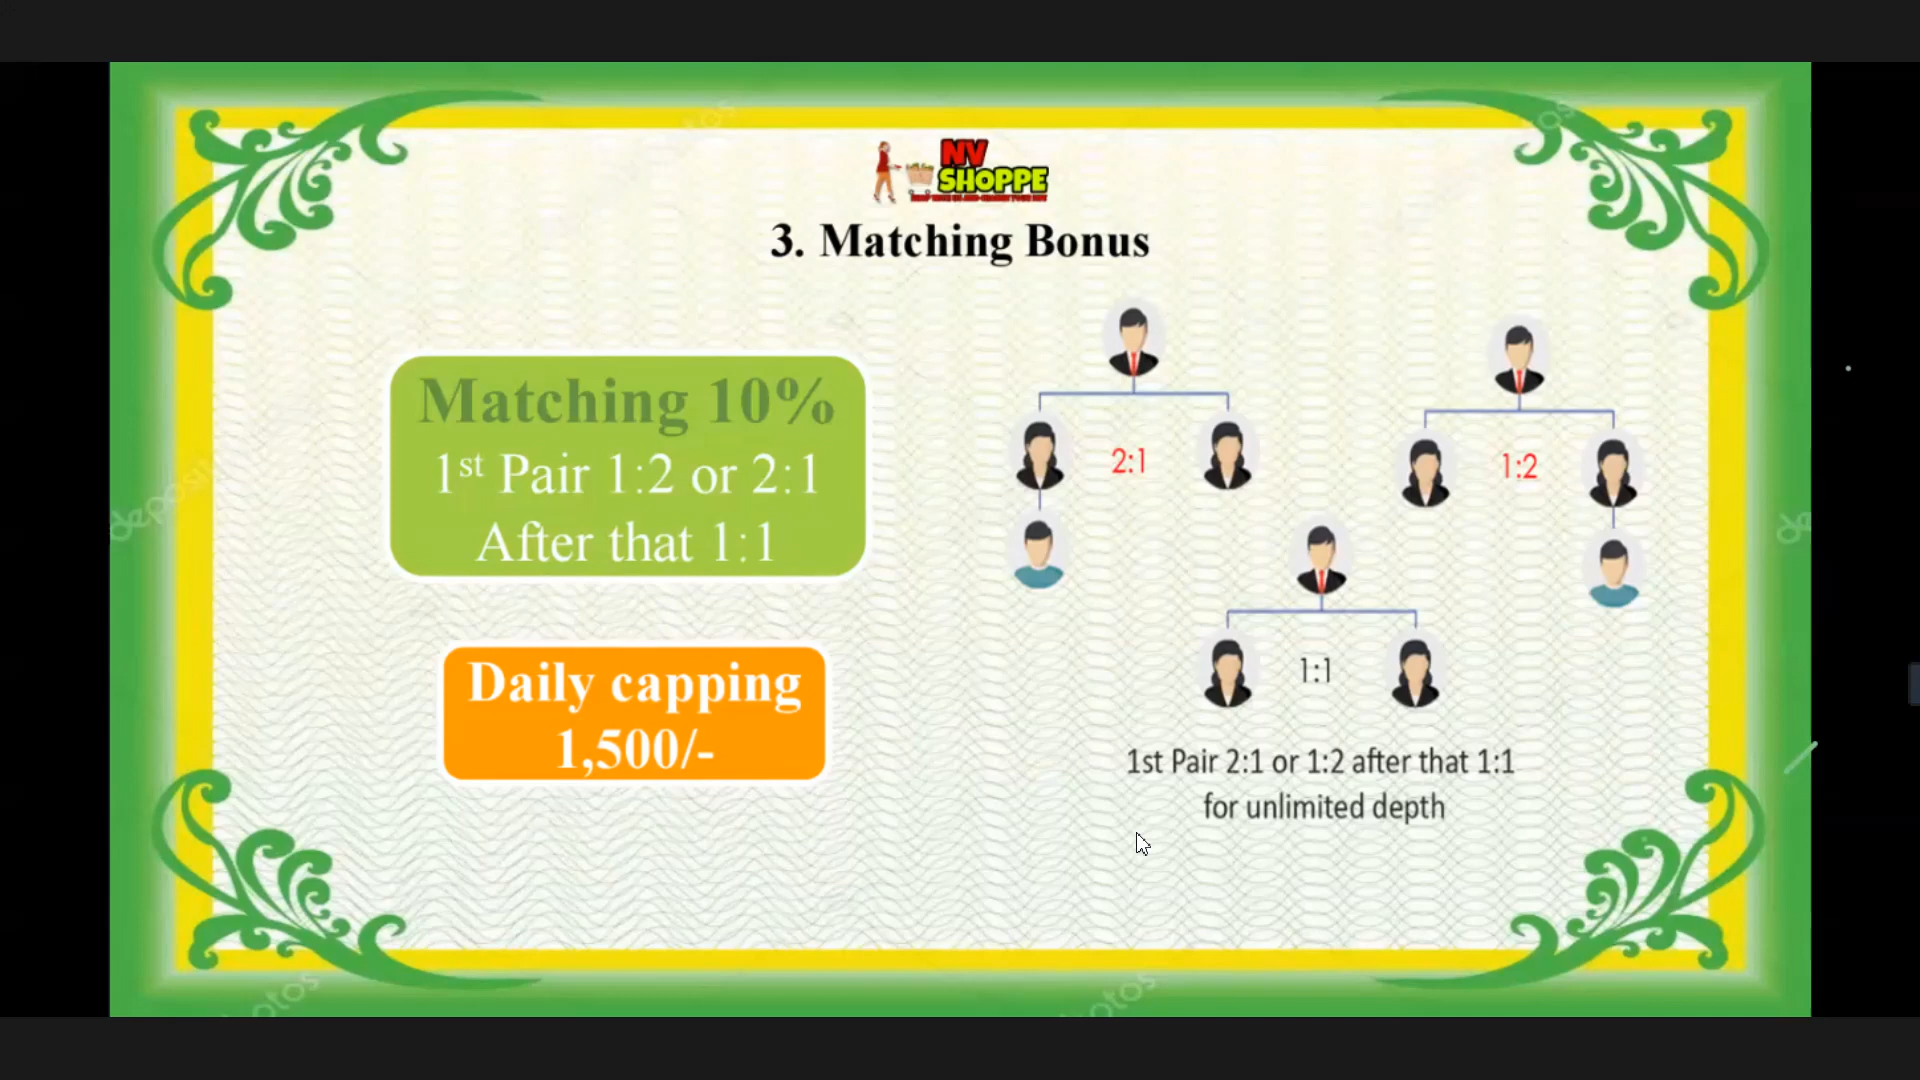 NV
SHOPPE
3. Matching Bonus
Matching 10%
1st Pair 1:2 or 2:1
After that 1:1
Daily capping
1,500/-
2:1
1:2
1:1
1st Pair 2:1 or 1:2 after that 1:1
for unlimited depth